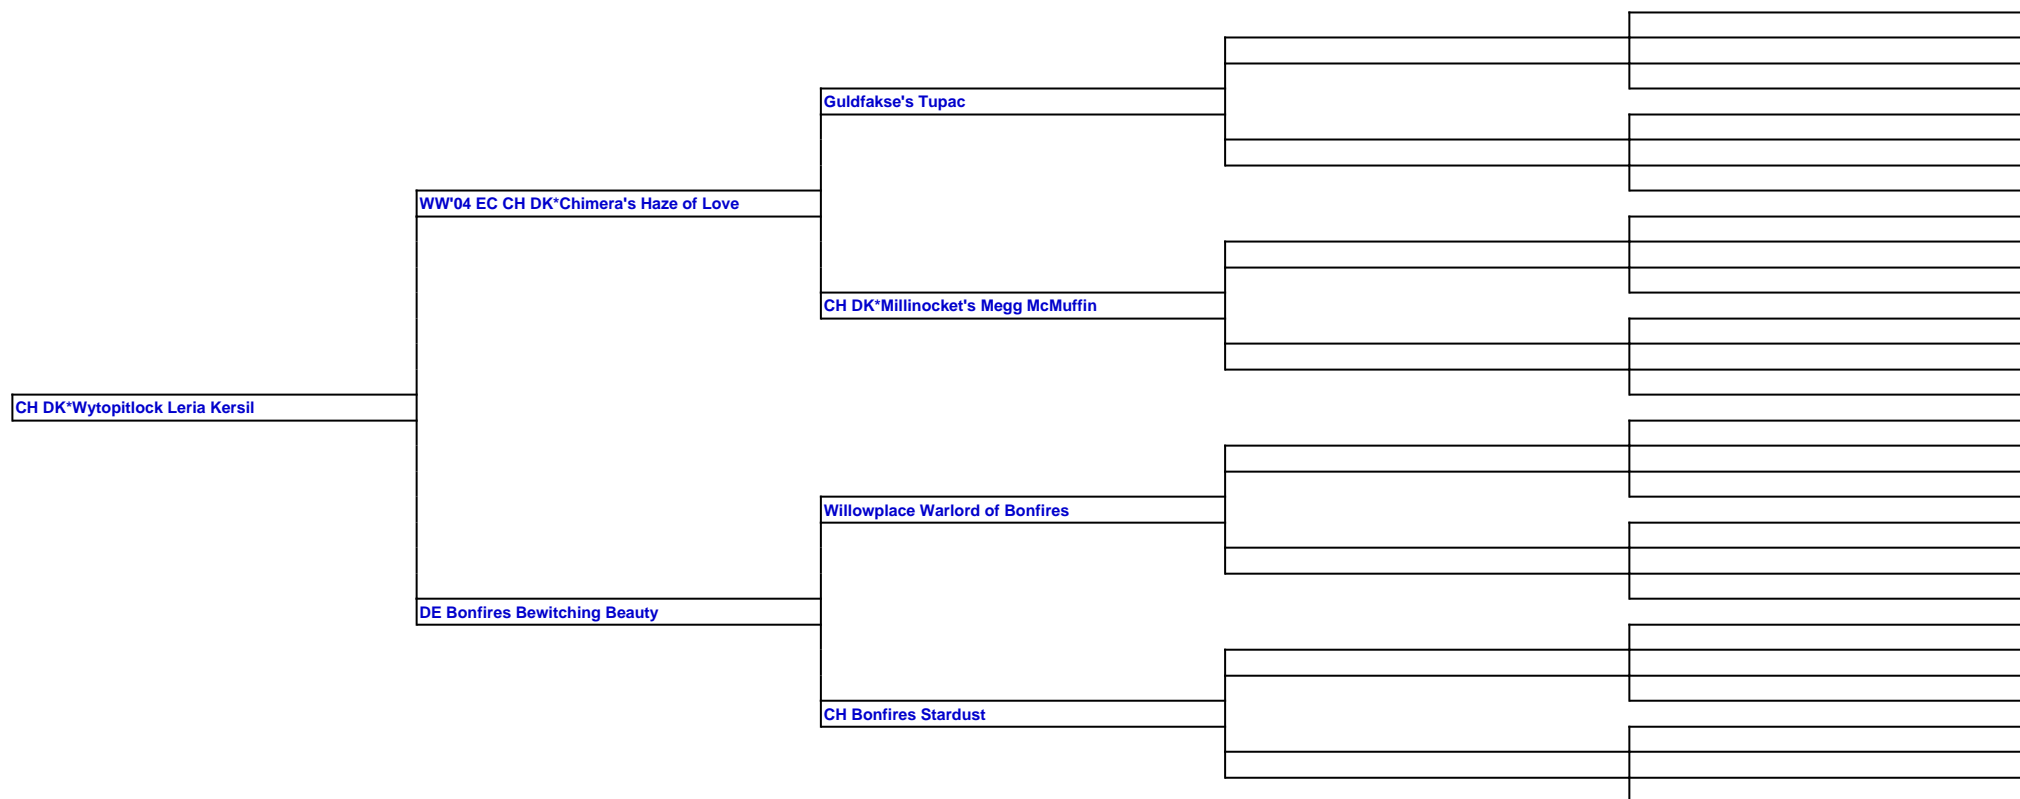 Guldfakse's Tupac
WW'04 EC CH DK*Chimera's Haze of Love
CH DK*Millinocket's Megg McMuffin
CH DK*Wytopitlock Leria Kersil
Willowplace Warlord of Bonfires
DE Bonfires Bewitching Beauty
CH Bonfires Stardust